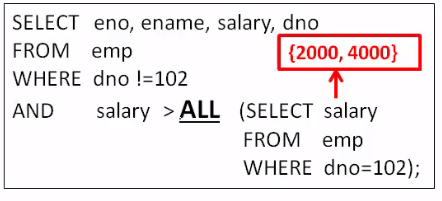 SELECT eno, ename, salary, dno
FROM emp
{2000, 4000}
WHERE dno !=102
AND salary > ALL (SELECT salary
FROM emp
WHERE dno=102);